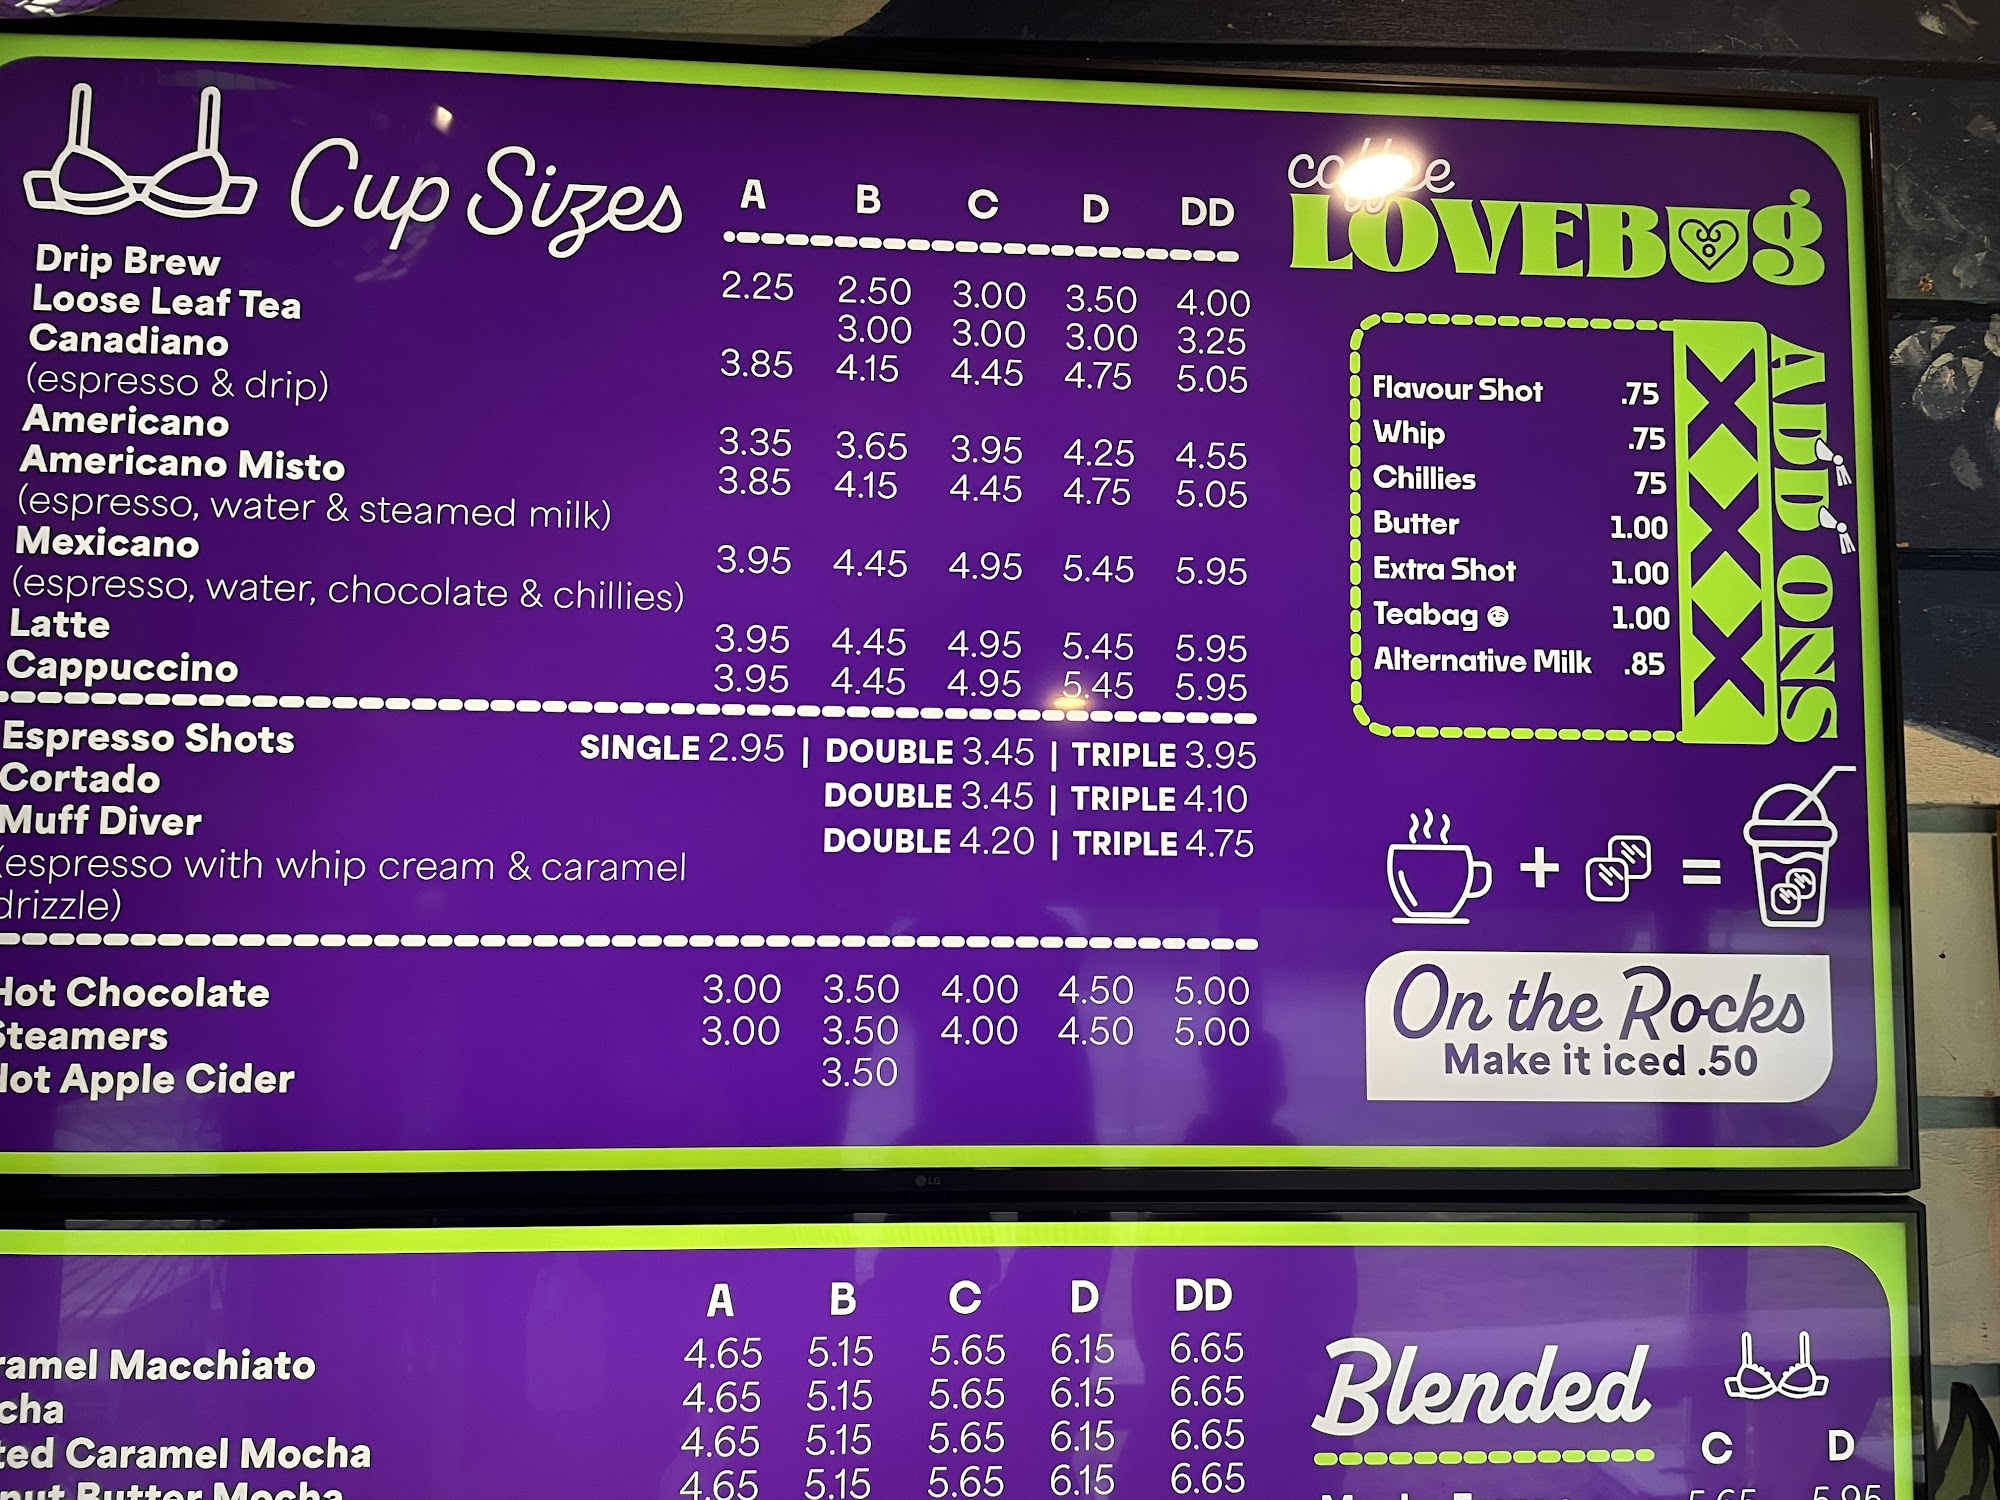 Cup Sizes A B C D DD
Drip Brew 2.25 2.50 3.00 3.50 4.00
Loose Leaf Tea 3.00 3.00 3.00 3.25
Canadiano 3.85 4.15 4.45 4.75 5.05
(espresso & drip)
Americano 3.35 3.65 3.95 4.25 4.55
Americano Misto 3.85 4.15 4.45 4.75 5.05
(espresso, water & steamed milk)
Mexicano 3.95 4.45 4.95 5.45 5.95
(espresso, water, chocolate & chillies)
Latte 3.95 4.45 4.95 5.45 5.95
Cappuccino 3.95 4.45 4.95 5.45 5.95
Espresso Shots SINGLE 2.95 | DOUBLE 3.45 | TRIPLE 3.95
Cortado DOUBLE 3.45 | TRIPLE 4.10
Muff Diver DOUBLE 4.20 | TRIPLE 4.75
(espresso with whip cream & caramel
drizzle)
Hot Chocolate 3.00 3.50 4.00 4.50 5.00
Steamers 3.00 3.50 4.00 4.50 5.00
Hot Apple Cider 3.50
coffee
LOVEBUG
ADD ONS
Flavour Shot .75
Whip .75
Chillies 75
Butter 1.00
Extra Shot 1.00
Teabag 1.00
Alternative Milk .85
+ =
On the Rocks
Make it iced .50
LG
A B C D DD
ramel Macchiato 4.65 5.15 5.65 6.15 6.65
cha 4.65 5.15 5.65 6.15 6.65
ted Caramel Mocha 4.65 5.15 5.65 6.15 6.65
nut Butter Mocha 4.65 5.15 5.65 6.15 6.65
Blended
C D
5.65 5.95